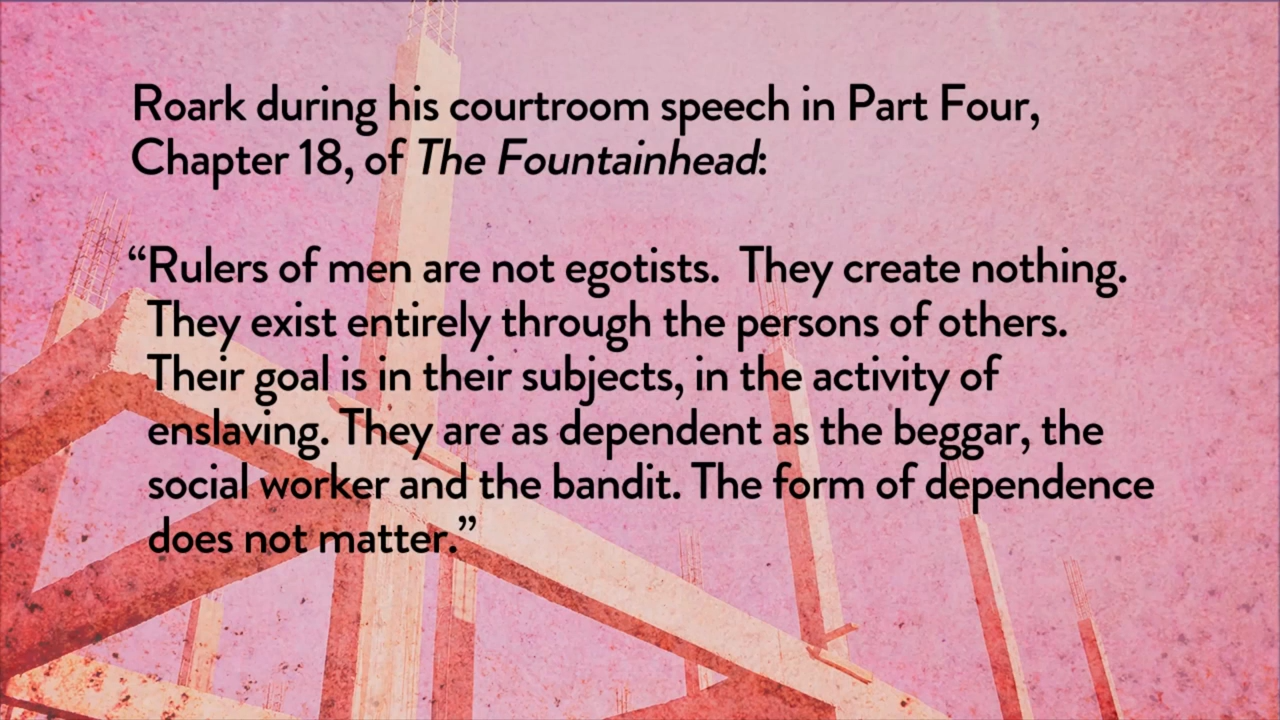 Roark during his courtroom speech in Part Four,
Chapter 18, of The Fountainhead:
“Rulers of men are not egotists.  They create nothing.
They exist entirely through the persons of others.
Their goal is in their subjects, in the activity of
enslaving. They are as dependent as the beggar, the
social worker and the bandit. The form of dependence
does not matter.”